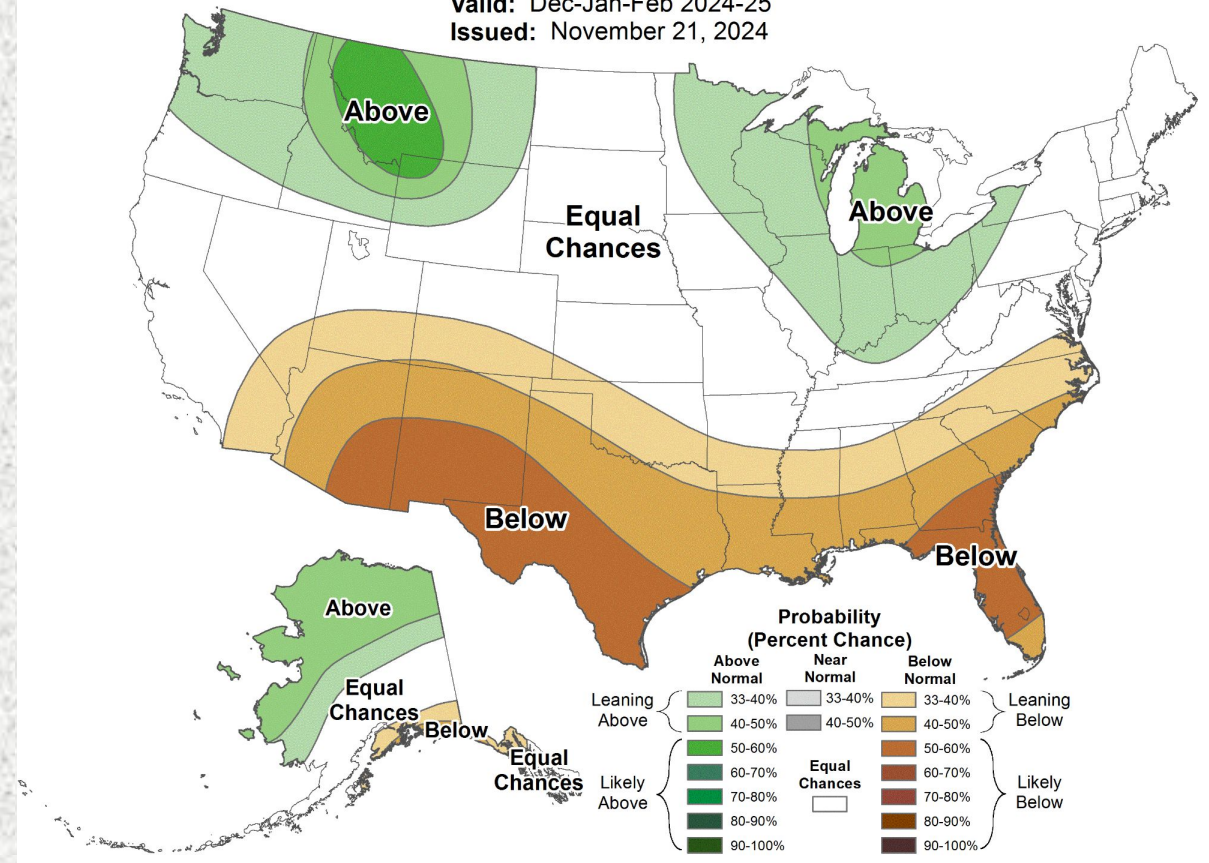 Valid: Dec-Jan-Feb 2024-25
Issued: November 21, 2024
Above
Above
Equal
Chances
Below
Below
Above
Equal
Chances
Below
Equal
Chances
Probability
(Percent Chance)
Above
Normal
Near
Normal
Below
Normal
Leaning
Above
33-40%
40-50%
33-40%
40-50%
33-40%
40-50%
Leaning
Below
Likely
Above
50-60%
60-70%
70-80%
80-90%
90-100%
Equal
Chances
50-60%
60-70%
70-80%
80-90%
90-100%
Likely
Below